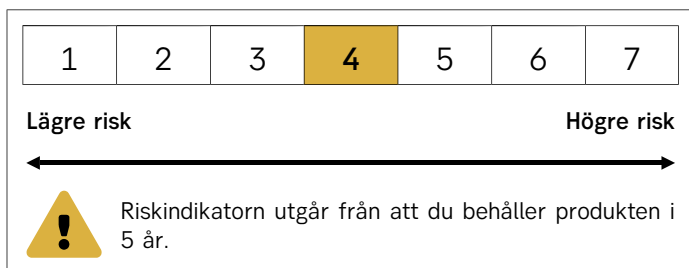 1 2 3 4 5 6 7
Lägre risk Högre risk
Riskindikatorn utgår från att du behåller produkten i
5 år.